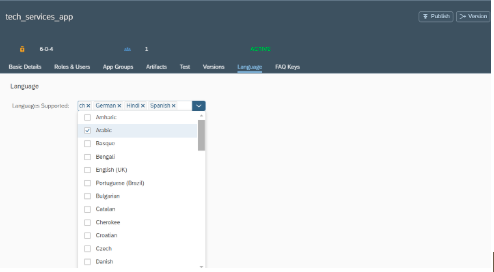 tech_services_app
Publish
Version
6-0-4
1
ACTIVE
Basic Details Roles & Users App Groups Artifacts Test Versions Language FAQ Keys
Language
Languages Supported:
ch × German × Hindi × Spanish ×
Amharic
Arabic
Basque
Bengali
English (UK)
Portuguese (Brazil)
Bulgarian
Catalan
Cherokee
Croatian
Czech
Danish